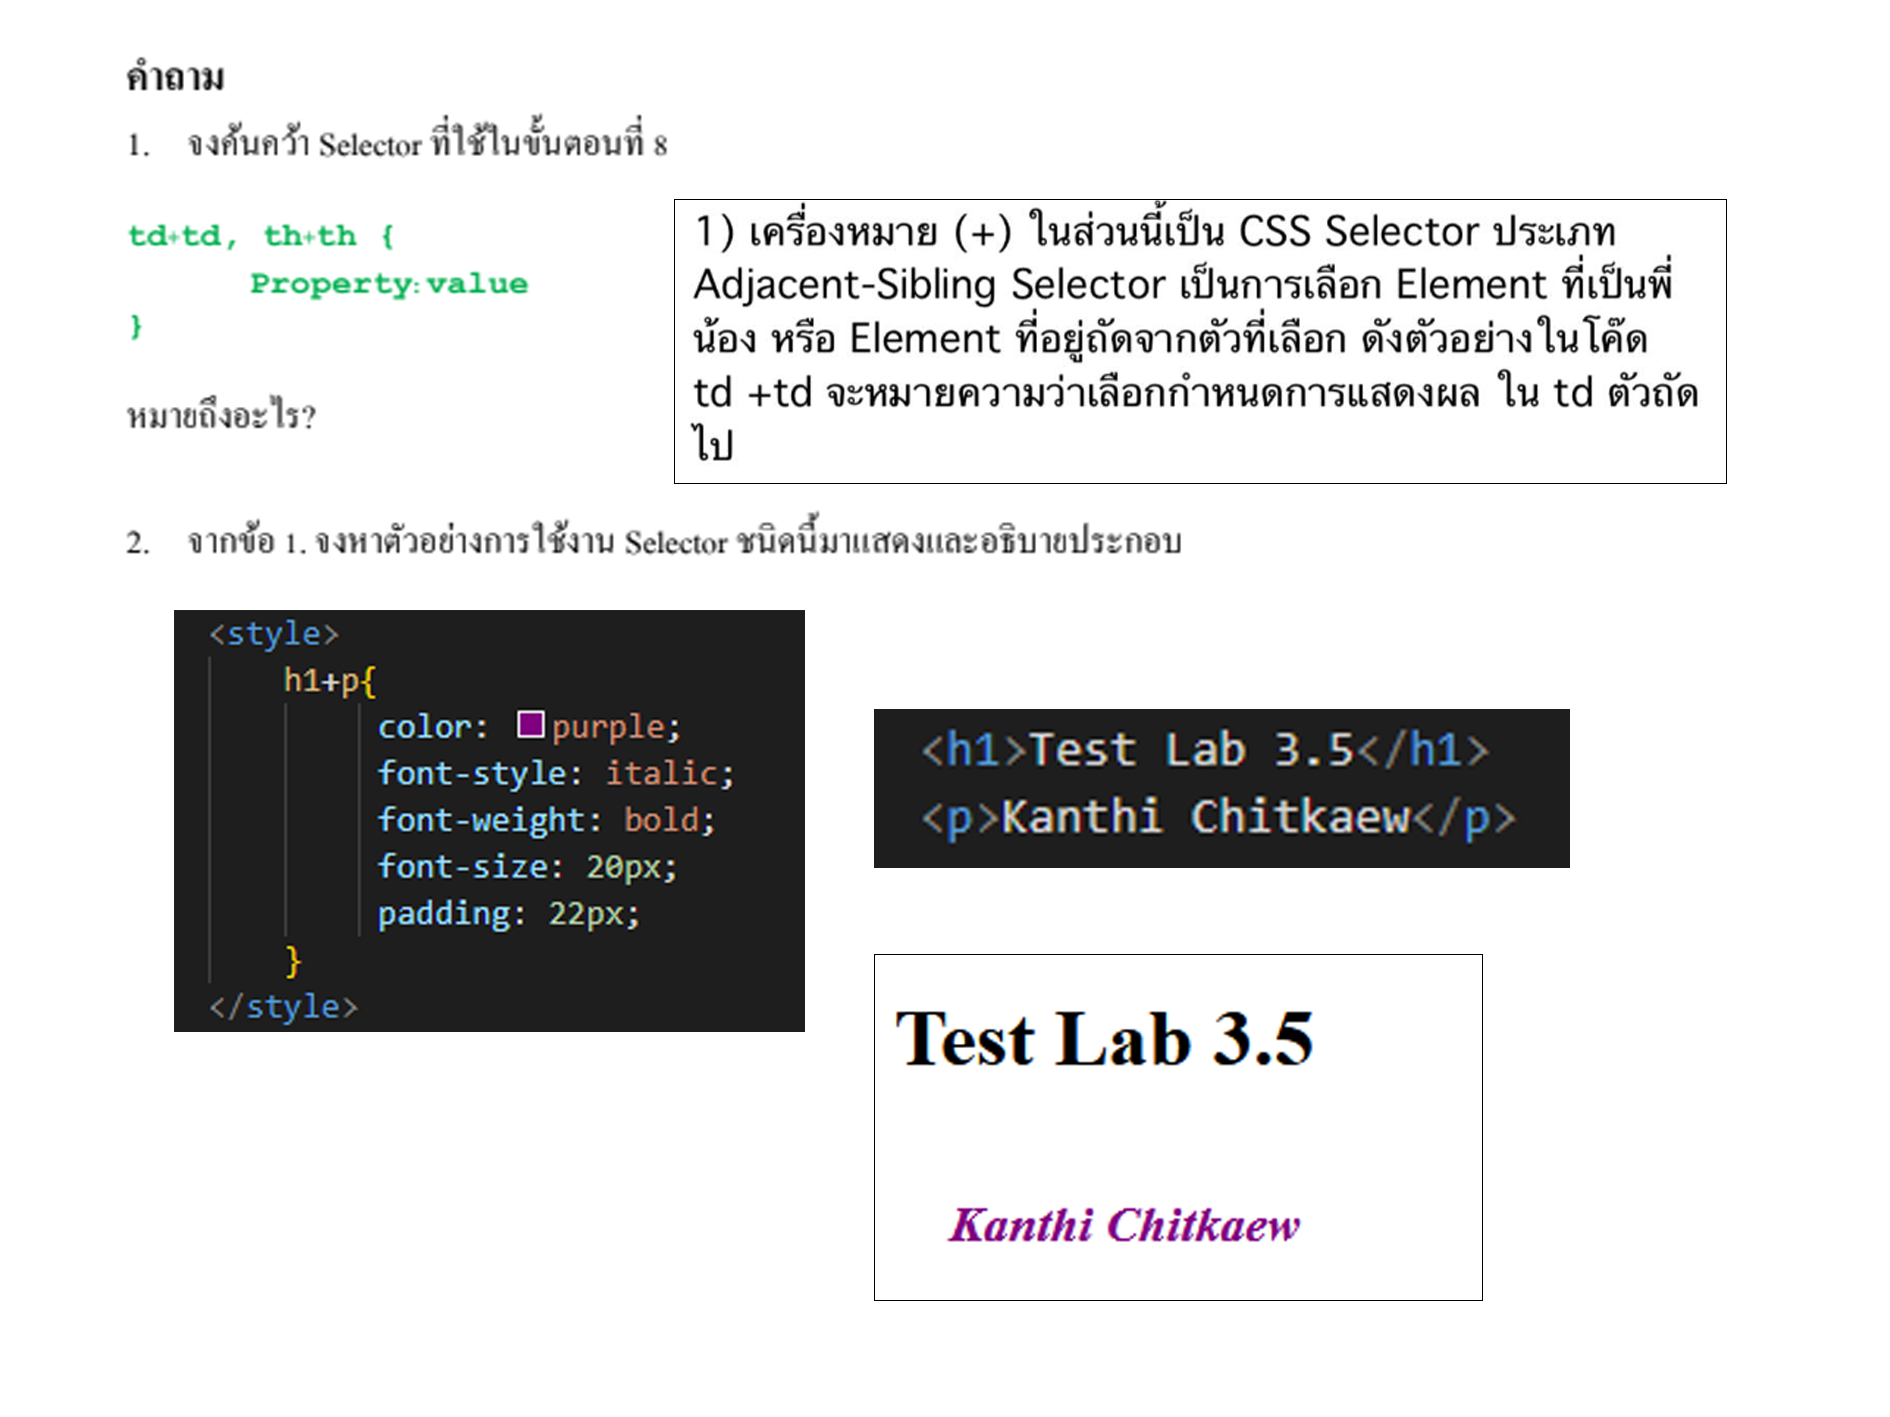 คำถาม
1. จงค้นคว้า Selector ที่ใช้ในขั้นตอนที่ 8
td+td, th+th {
Property:value
}
หมายถึงอะไร?
1) เครื่องหมาย (+) ในส่วนนี้เป็น CSS Selector ประเภท
Adjacent-Sibling Selector เป็นการเลือก Element ที่เป็นพี่
น้อง หรือ Element ที่อยู่ถัดจากตัวที่เลือก ดังตัวอย่างในโค๊ด
td +td จะหมายความว่าเลือกกำหนดการแสดงผล ใน td ตัวถัด
ไป
2. จากข้อ 1. จงหาตัวอย่างการใช้งาน Selector ชนิดนี้มาแสดงและอธิบายประกอบ
<style>
h1+p{
color: purple;
font-style: italic;
font-weight: bold;
font-size: 20px;
padding: 22px;
}
</style>
<h1>Test Lab 3.5</h1>
<p>Kanthi Chitkaew</p>
Test Lab 3.5
Kanthi Chitkaew